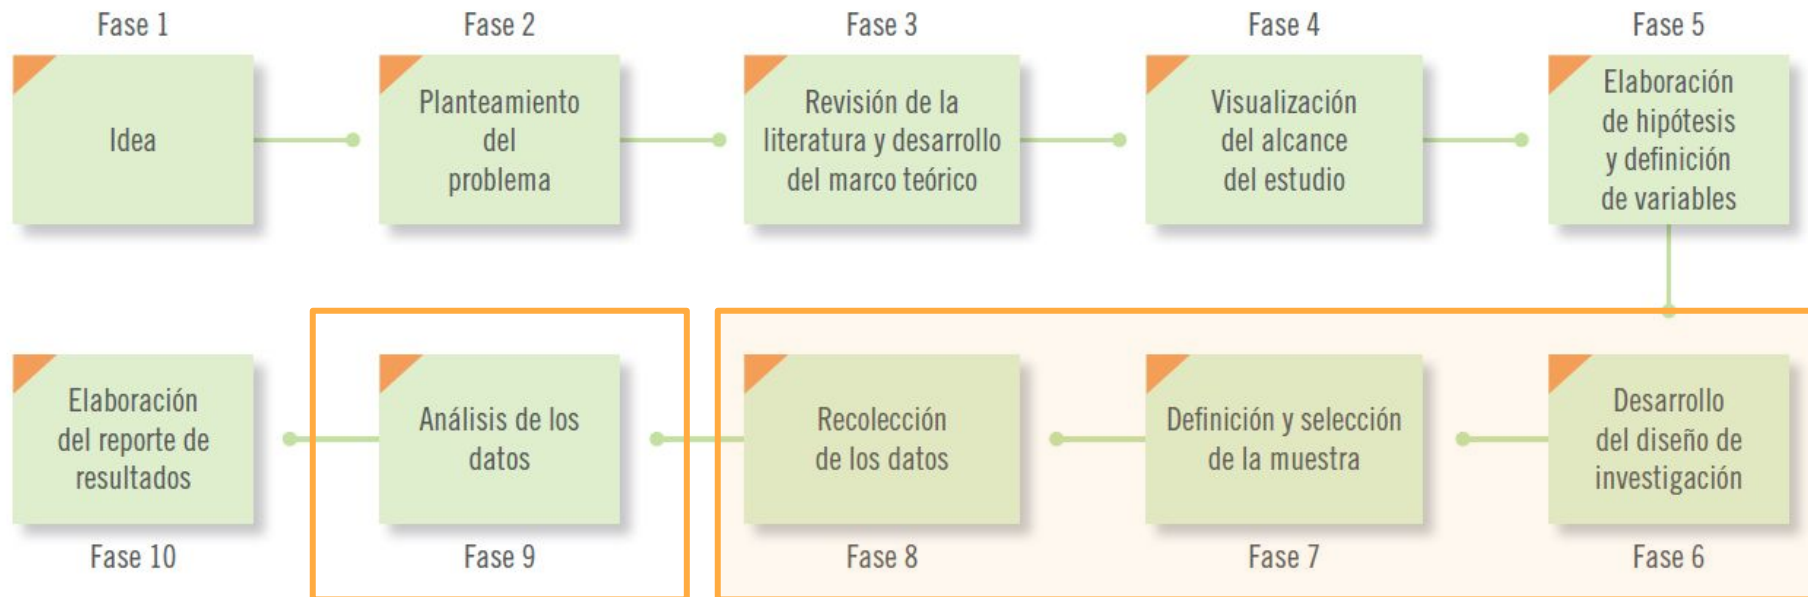 Fase 1
Fase 2
Fase 3
Fase 4
Fase 5
Idea
Planteamiento
del
problema
Revisión de la
literatura y desarrollo
del marco teórico
Visualización
del alcance
del estudio
Elaboración
de hipótesis
y definición
de variables
Elaboración
del reporte de
resultados
Análisis de los
datos
Recolección
de los datos
Definición y selección
de la muestra
Desarrollo
del diseño de
investigación
Fase 10
Fase 9
Fase 8
Fase 7
Fase 6